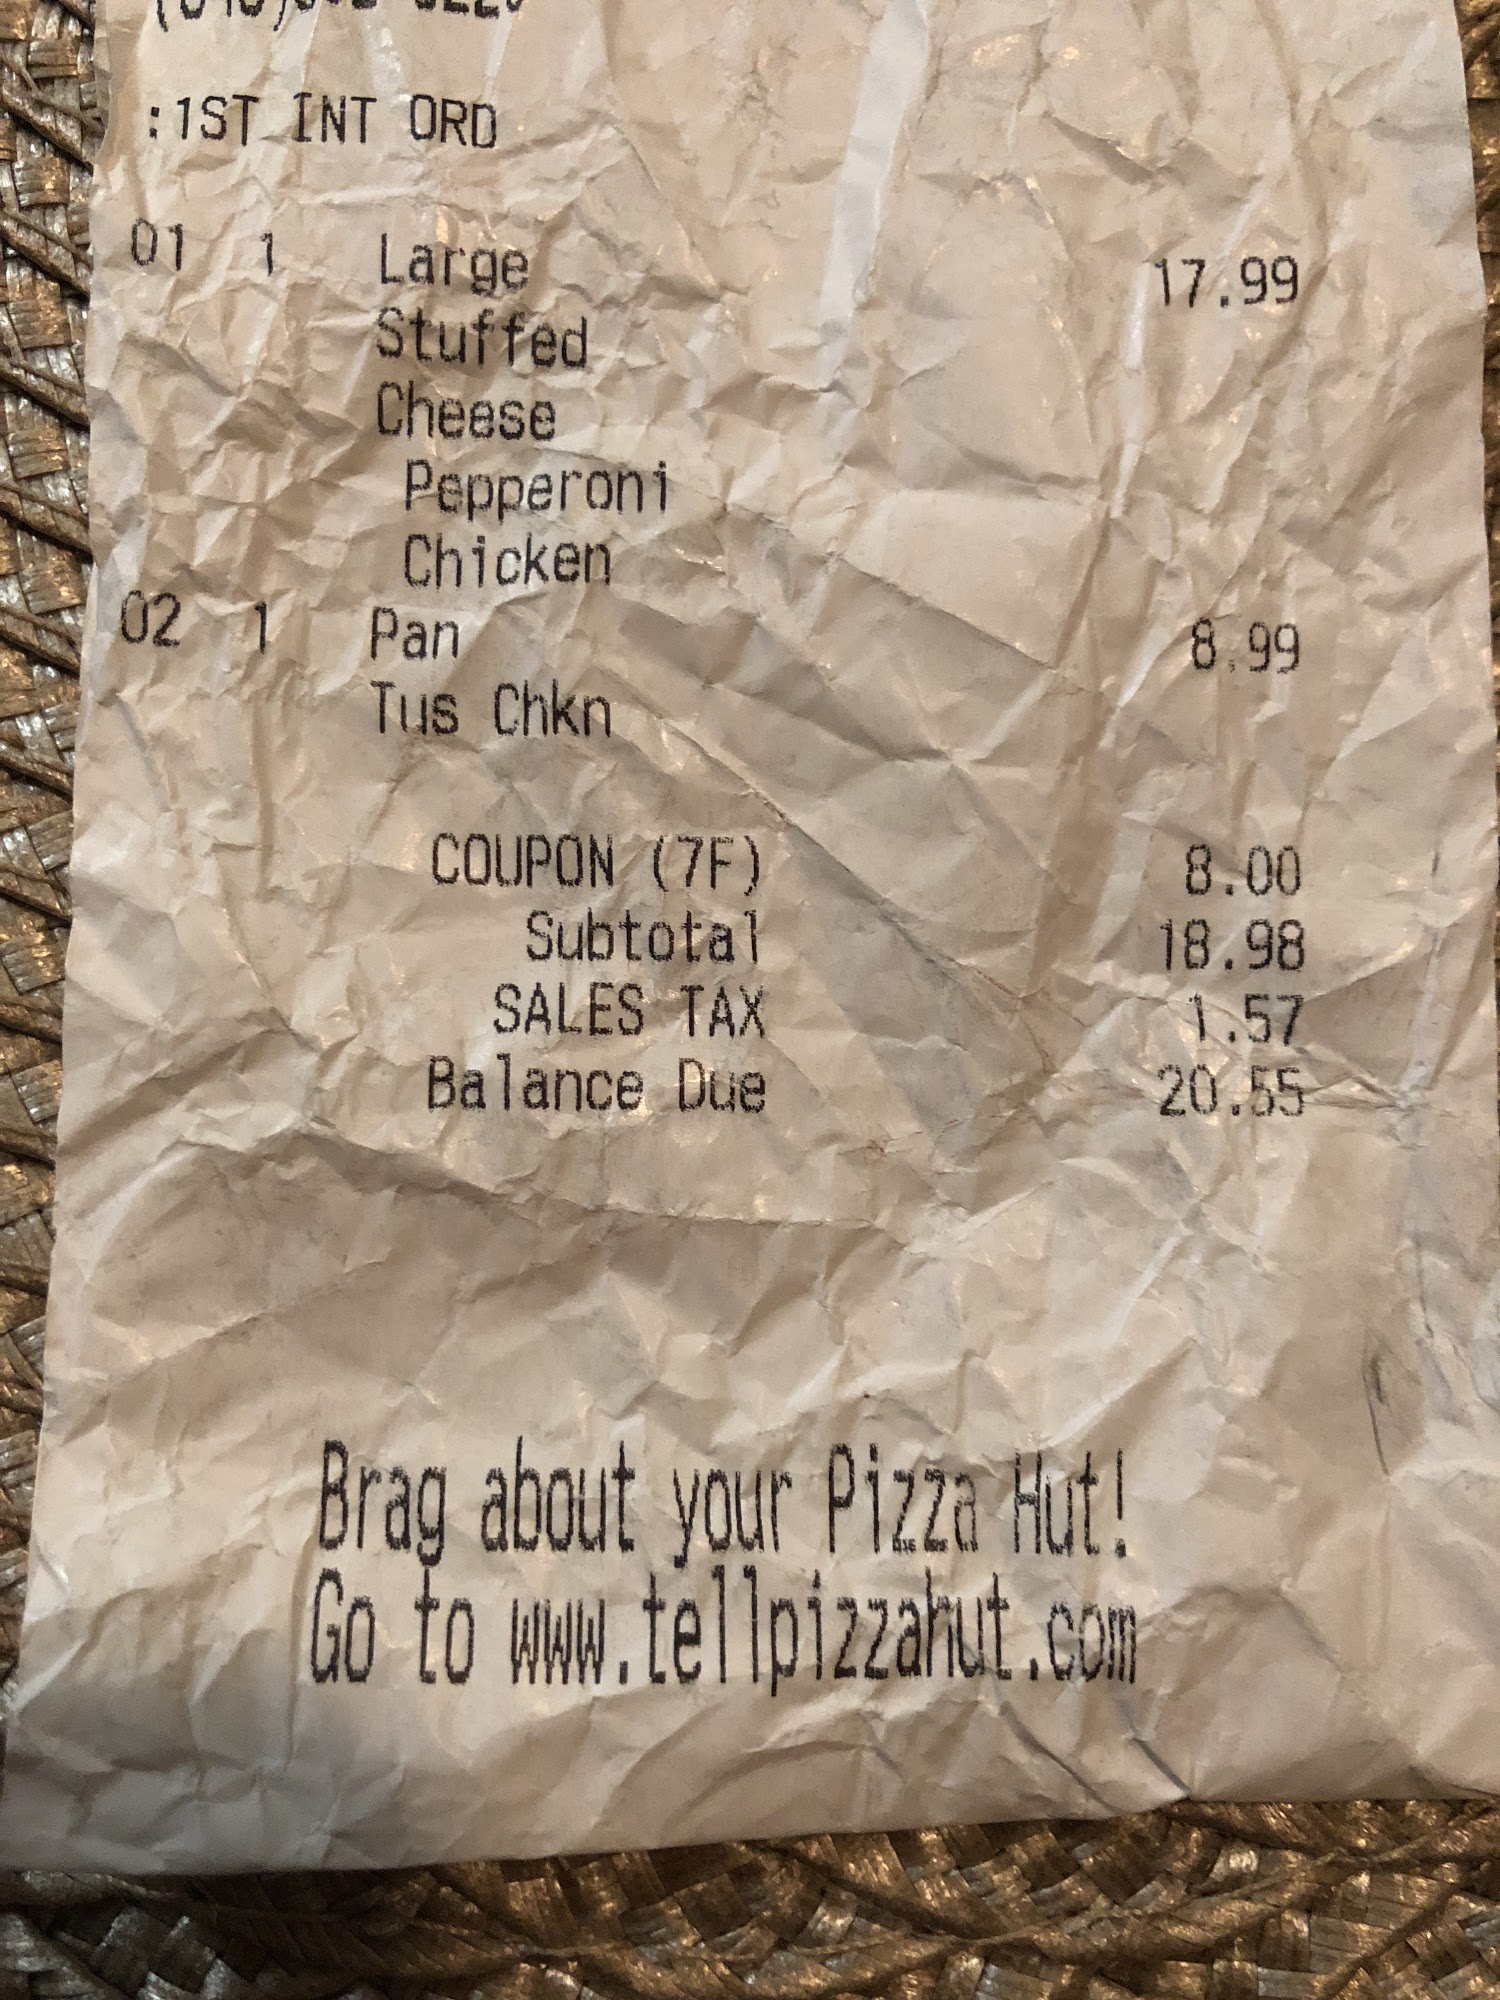 :1ST INT ORD
01 1 Large 17.99
Stuffed
Cheese
Pepperoni
Chicken
02 1 Pan 8.99
Tus Chkn
COUPON (7F) 8.00
Subtotal 18.98
SALES TAX 1.57
Balance Due 20.55
Brag about your Pizza Hut!
Go to www.tellpizzahut.com